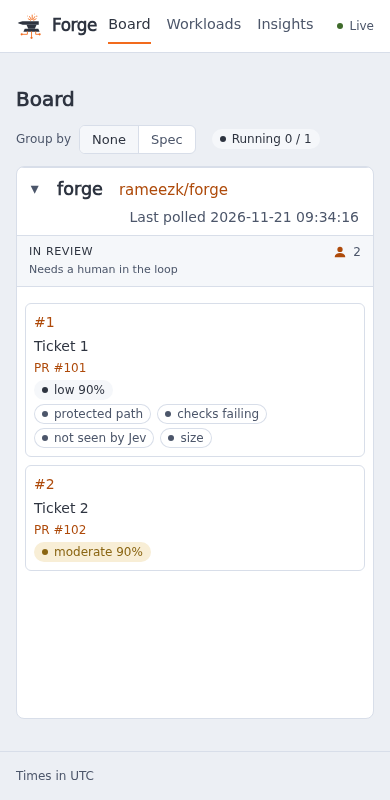 Forge Board Workloads Insights Live
Board
Group by None Spec Running 0 / 1
forge rameezk/forge
Last polled 2026-11-21 09:34:16
IN REVIEW 2
Needs a human in the loop
#1
Ticket 1
PR #101
low 90%
protected path checks failing
not seen by Jev size
#2
Ticket 2
PR #102
moderate 90%
Times in UTC